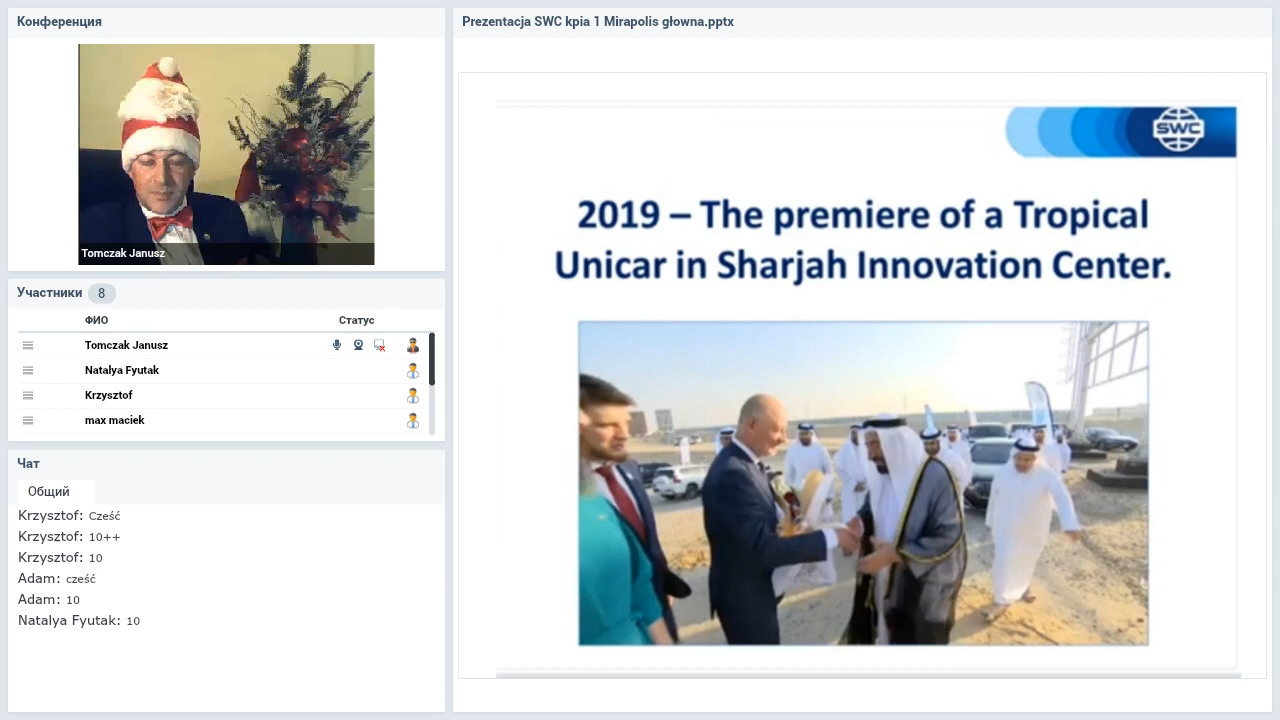 Конференция
Tomczak Janusz
Участники 8
ФИО Статус
Tomczak Janusz
Natalya Fyutak
Krzysztof
max maciek
Чат
Общий
Krzysztof: Cześć
Krzysztof: 10++
Krzysztof: 10
Adam: cześć
Adam: 10
Natalya Fyutak: 10
Prezentacja SWC kpia 1 Mirapolis głowna.pptx
SWC
2019 – The premiere of a Tropical
Unicar in Sharjah Innovation Center.